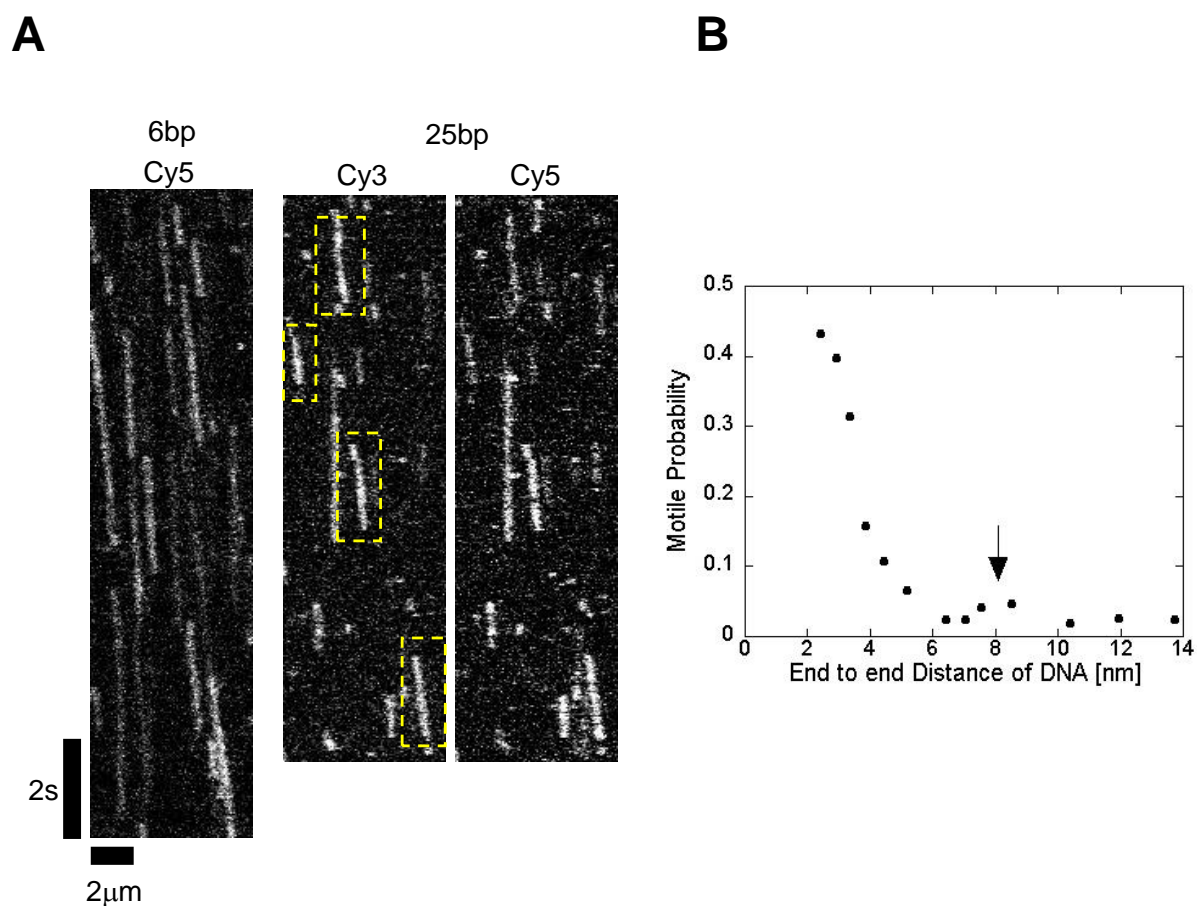 A
B
6bp
25bp
Cy5
Cy3
Cy5
2s
2μm
0.5
0.4
0.3
0.2
0.1
0
0
2
4
6
8
10
12
14
Motile Probability
End to end Distance of DNA [nm]